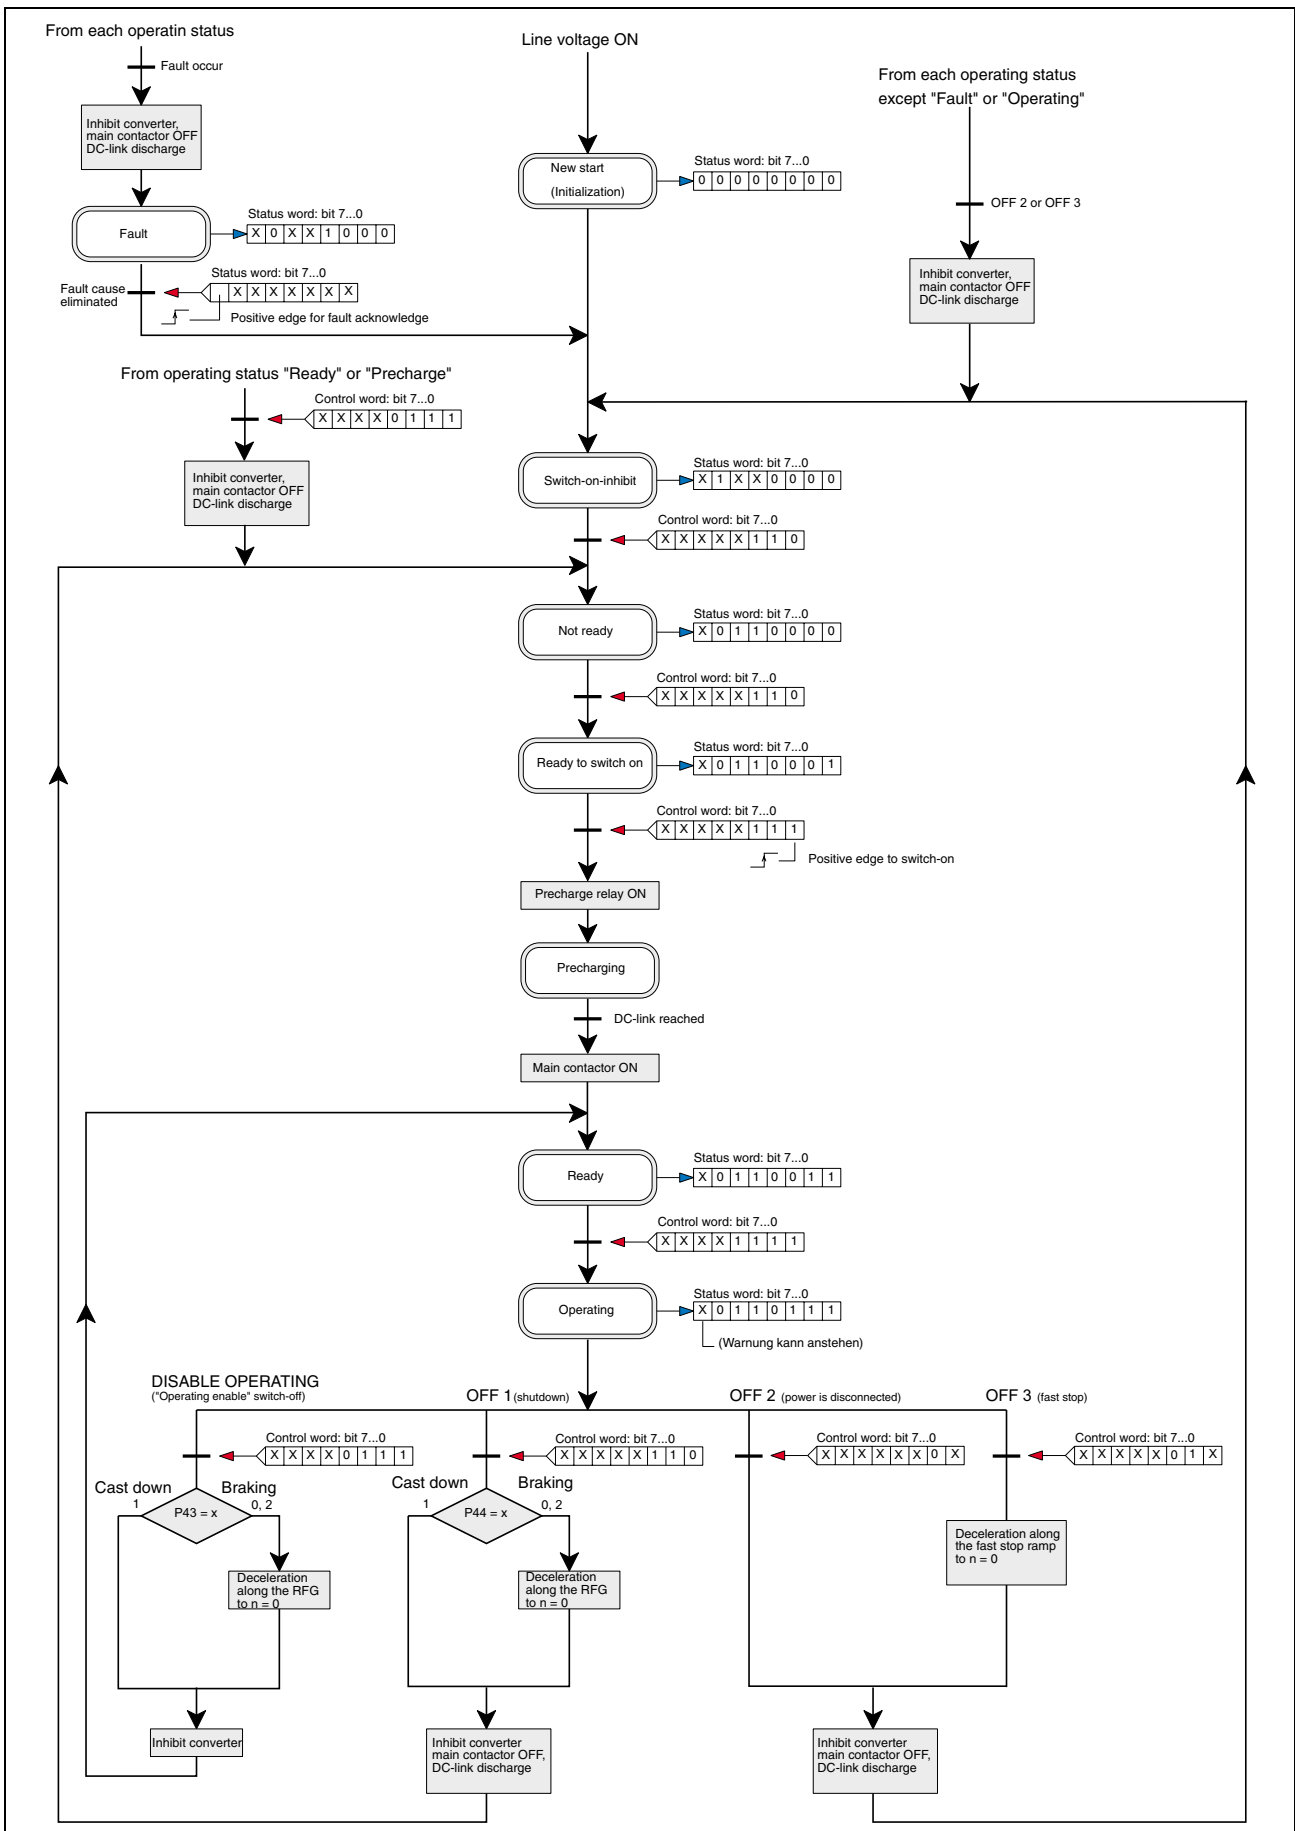 From each operatin status
Fault occur
Inhibit converter,
main contactor OFF
DC-link discharge
Fault
Status word: bit 7...0
X 0 X X 1 0 0 0
Fault cause
eliminated
Status word: bit 7...0
X X X X X X X
Positive edge for fault acknowledge
Line voltage ON
New start
(Initialization)
Status word: bit 7...0
0 0 0 0 0 0 0 0
From each operating status
except "Fault" or "Operating"
OFF 2 or OFF 3
Inhibit converter,
main contactor OFF
DC-link discharge
From operating status "Ready" or "Precharge"
Control word: bit 7...0
X X X X 0 1 1 1
Inhibit converter,
main contactor OFF
DC-link discharge
Switch-on-inhibit
Status word: bit 7...0
X 1 X X 0 0 0 0
Control word: bit 7...0
X X X X X 1 1 0
Not ready
Status word: bit 7...0
X 0 1 1 0 0 0 0
Control word: bit 7...0
X X X X X 1 1 0
Ready to switch on
Status word: bit 7...0
X 0 1 1 0 0 0 1
Control word: bit 7...0
X X X X X 1 1 1
Positive edge to switch-on
Precharge relay ON
Precharging
DC-link reached
Main contactor ON
Ready
Status word: bit 7...0
X 0 1 1 0 0 1 1
Control word: bit 7...0
X X X X 1 1 1 1
Operating
Status word: bit 7...0
X 0 1 1 0 1 1 1
(Warnung kann anstehen)
DISABLE OPERATING
("Operating enable" switch-off)
Control word: bit 7...0
X X X X 0 1 1 1
Cast down
Braking
1
P43 = x
0, 2
Deceleration
along the RFG
to n = 0
Inhibit converter
OFF 1 (shutdown)
Control word: bit 7...0
X X X X X 1 1 0
Cast down
Braking
1
P44 = x
0, 2
Deceleration
along the RFG
to n = 0
Inhibit converter
main contactor OFF,
DC-link discharge
OFF 2 (power is disconnected)
Control word: bit 7...0
X X X X X X 0 X
OFF 3 (fast stop)
Control word: bit 7...0
X X X X X 0 1 X
Deceleration along
the fast stop ramp
to n = 0
Inhibit converter
main contactor OFF,
DC-link discharge